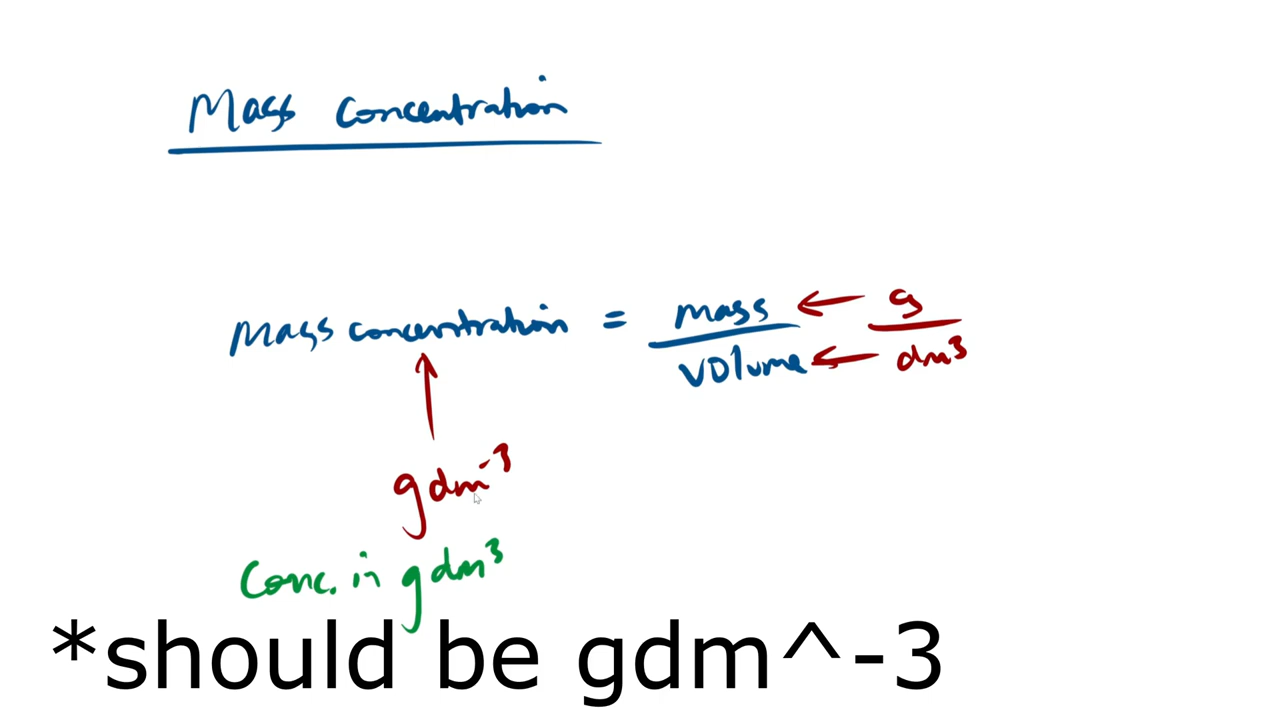 Mass Concentration
Mass concentration = mass / volume ← g / dm³
← 
gdm⁻³
Conc. in gdm³
*should be gdm^-3